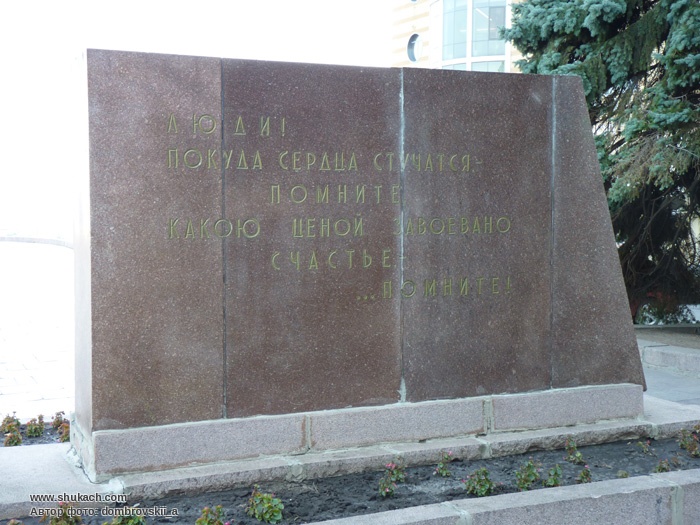 ЛЮДИ!
ПОКУДА СЕРДЦА СТУЧАТСЯ,-
ПОМНИТЕ
КАКОЮ ЦЕНОЙ ЗАВОЕВАНО
СЧАСТЬЕ-
...ПОМНИТЕ!
www.shukach.com
Автор фото: dombrovskii_a